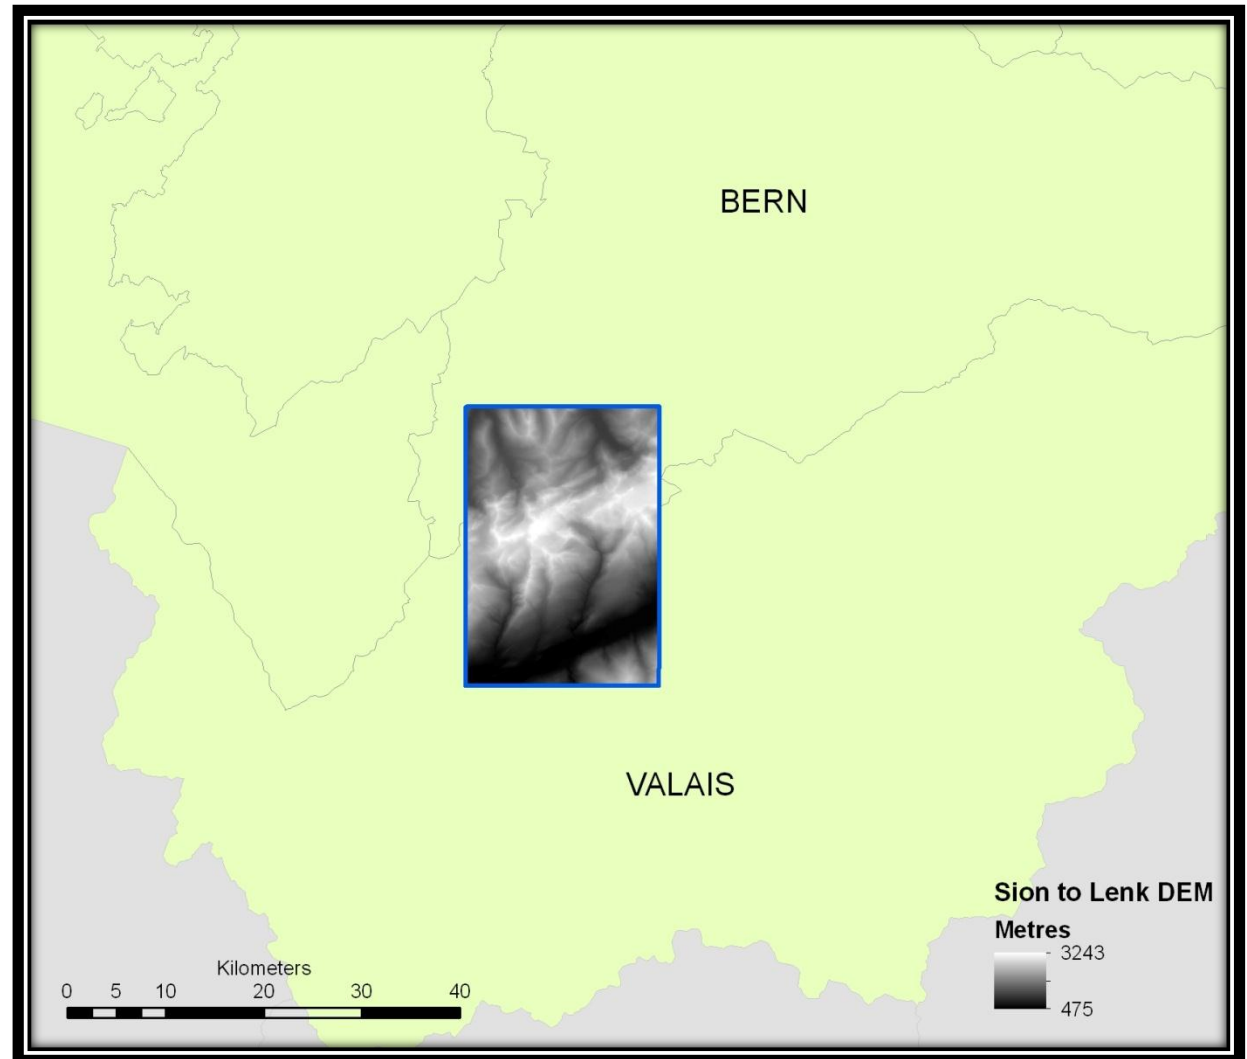 BERN
VALAIS
Sion to Lenk DEM
Metres
3243
475
Kilometers
0 5 10 20 30 40